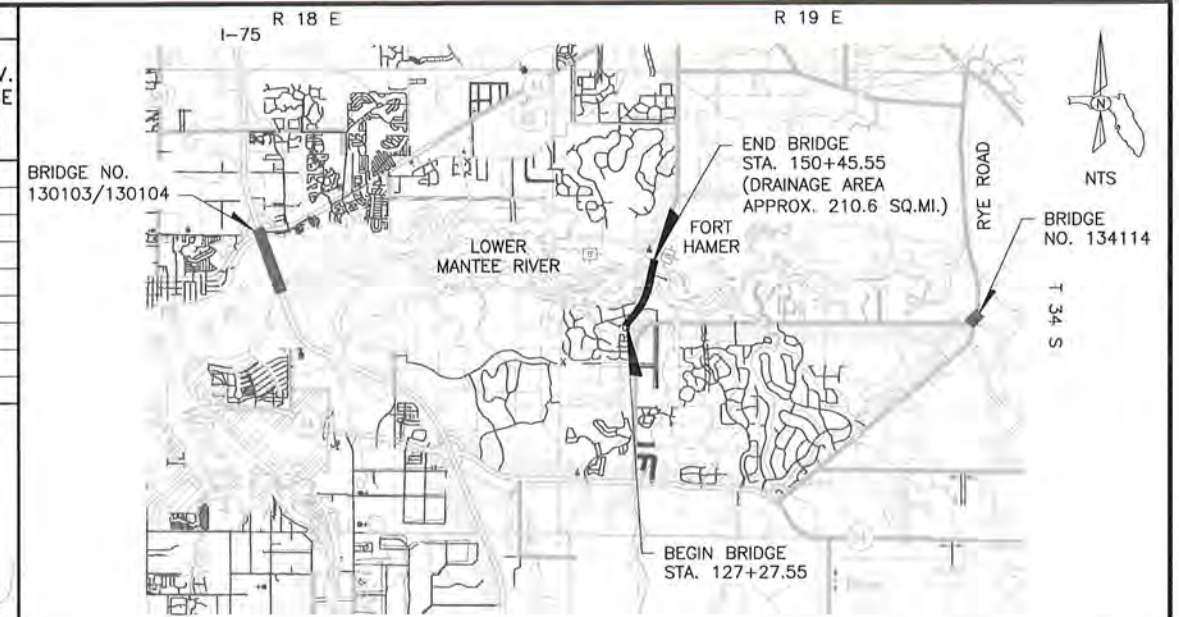 R 18 E
R 19 E
I-75
V.
E
BRIDGE NO.
130103/130104
LOWER
MANTEE RIVER
END BRIDGE
STA. 150+45.55
(DRAINAGE AREA
APPROX. 210.6 SQ.MI.)
FORT
HAMER
RYE ROAD
N
NTS
BRIDGE
NO. 134114
T 34 S
BEGIN BRIDGE
STA. 127+27.55